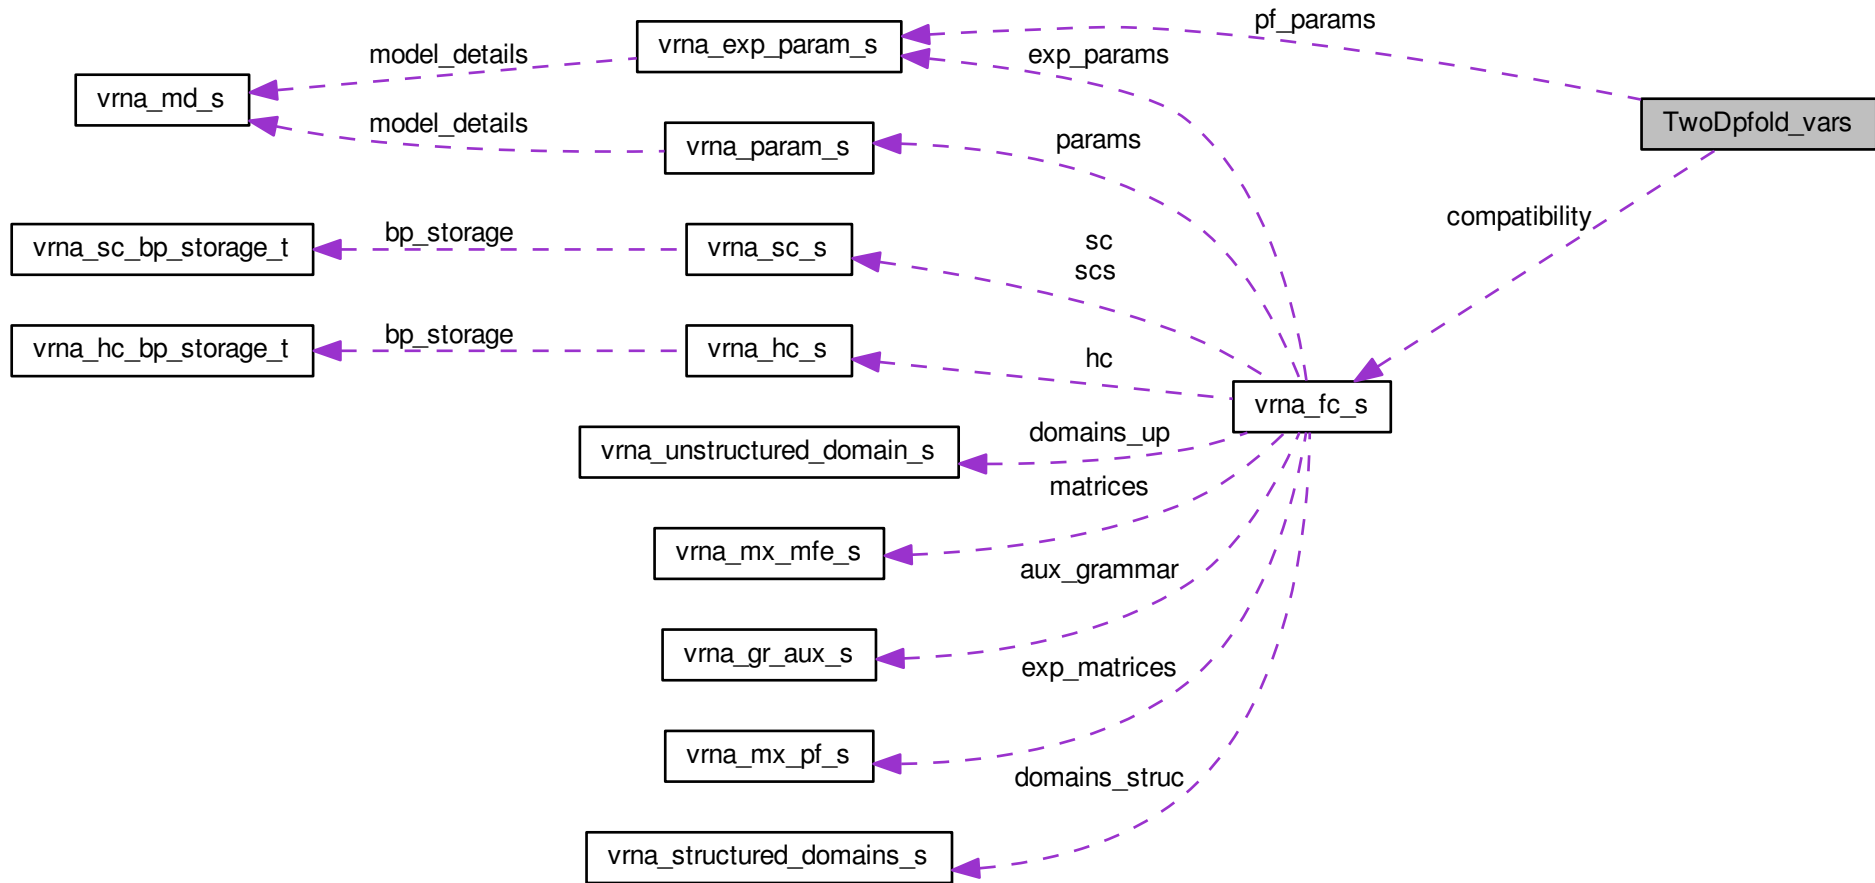 pf_params
vrna_exp_param_s
model_details
exp_params
vrna_md_s
TwoDpfold_vars
model_details
params
vrna_param_s
compatibility
bp_storage
sc
scs
vrna_sc_bp_storage_t
vrna_sc_s
bp_storage
hc
vrna_hc_bp_storage_t
vrna_hc_s
vrna_fc_s
domains_up
vrna_unstructured_domain_s
matrices
vrna_mx_mfe_s
aux_grammar
vrna_gr_aux_s
exp_matrices
vrna_mx_pf_s
domains_struc
vrna_structured_domains_s